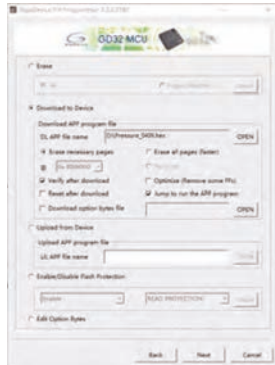 GD32 MCU
Erase
Download to Device
Download APP program file
DL APP file name
OPEN
Erase necessary pages
Erase all pages (faster)
@
Verify after download
Optimize (Remove some FFs)
Reset after download
Jump to run the APP program
Download option bytes file
OPEN
Upload from Device
Upload APP program file
UL APP file name
Enable/Disable Flash Protection
Enable
READ PROTECTION
Edit Option Bytes
Back
Next
Cancel